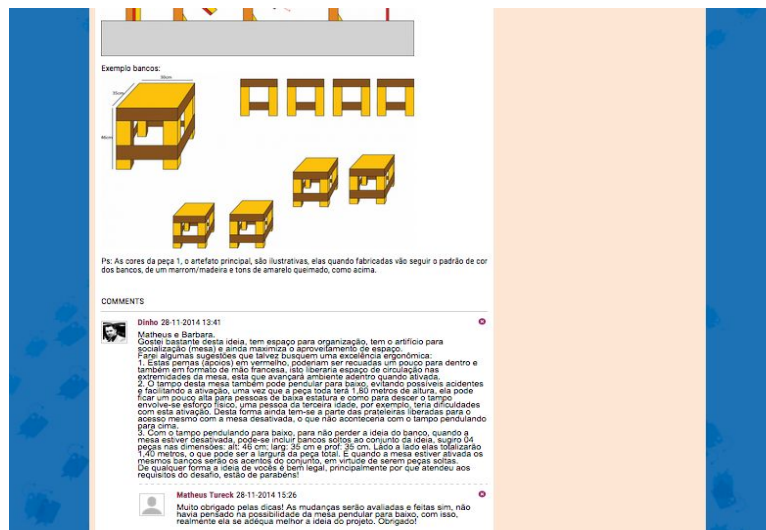 Exemplo bancos:
50cm
35cm
46cm
Ps: As cores da peça 1, o artefato principal, são ilustrativas, elas quando fabricadas vão seguir o padrão de cor
dos bancos, de um marrom/madeira e tons de amarelo queimado, como acima.
COMMENTS
Dinho 28-11-2014 13:41
Matheus e Barbara.
Gostei bastante desta ideia, tem espaço para organização, tem o artifício para
socialização (mesa) e ainda maximiza o aproveitamento de espaço.
Farei algumas sugestões que talvez busquem uma excelência ergonômica:
1. Estas pernas (apoios) em vermelho, poderiam ser recuadas um pouco para dentro e
também em formato de mão francesa, isto liberaria espaço de circulação nas
extremidades da mesa, esta que avançará ambiente adentro quando ativada.
2. O tampo desta mesa também pode pendular para baixo, evitando possíveis acidentes
e facilitando a ativação, uma vez que a peça toda terá 1,80 metros de altura, ela pode
ficar um pouco alta para pessoas de baixa estatura e como para descer o tampo
envolve-se esforço físico, uma pessoa da terceira idade, por exemplo, teria dificuldades
com esta ativação. Desta forma ainda tem-se a parte das prateleiras liberadas para o
acesso mesmo com a mesa desativada, o que não aconteceria com o tampo pendulando
para cima.
3. Com o tampo pendulando para baixo, para não perder a ideia do banco, quando a
mesa estiver desativada, pode-se incluir bancos soltos ao conjunto da ideia, sugiro 04
peças nas dimensões: alt: 46 cm; larg: 35 cm e prof: 35 cm. Lado a lado elas totalizarão
1,40 metros, o que pode ser a largura da peça total. E quando a mesa estiver ativada os
mesmos bancos serão os acentos do conjunto, em virtude de serem peças soltas.
De qualquer forma a ideia de vocês é bem legal, principalmente por que atendeu aos
requisitos do desafio, estão de parabéns!
Matheus Tureck 28-11-2014 15:26
Muito obrigado pelas dicas! As mudanças serão avaliadas e feitas sim, não
havia pensado na possibilidade da mesa pendular para baixo, com isso,
realmente ela se adéqua melhor a ideia do projeto. Obrigado!